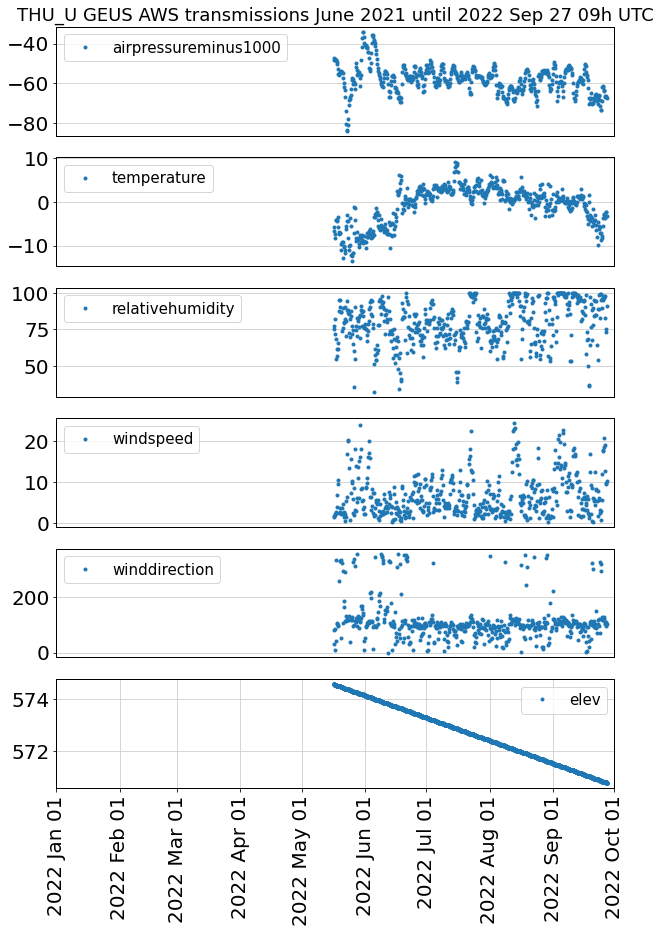 THU_U GEUS AWS transmissions June 2021 until 2022 Sep 27 09h UTC
−40
−60
−80
airpressureminus1000
10
0
−10
temperature
100
75
50
relativehumidity
20
10
0
windspeed
200
0
winddirection
574
572
elev
2022 Jan 01
2022 Feb 01
2022 Mar 01
2022 Apr 01
2022 May 01
2022 Jun 01
2022 Jul 01
2022 Aug 01
2022 Sep 01
2022 Oct 01